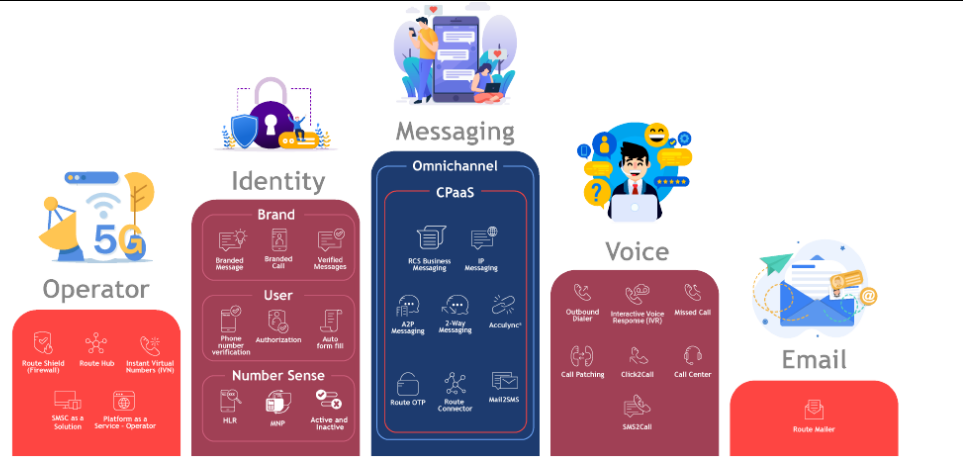 Messaging
Omnichannel
CPaaS
RCS Business
Messaging
IP
Messaging
A2P
Messaging
2-Way
Messaging
Acculync®
Route OTP
Route
Connector
Mail2SMS
Identity
Brand
Branded
Message
Branded
Call
Verified
Messages
User
Phone
number
verification
Authorization
Auto
form fill
Number Sense
HLR
MNP
Active and
Inactive
5G
Operator
Route Shield
(Firewall)
Route Hub
Instant Virtual
Numbers (IVN)
SMSC as a
Solution
Platform as a
Service - Operator
?
Voice
Outbound
Dialer
Interactive Voice
Response (IVR)
Missed Call
Call Patching
Click2Call
Call Center
SMS2Call
@
Email
Route Mailer